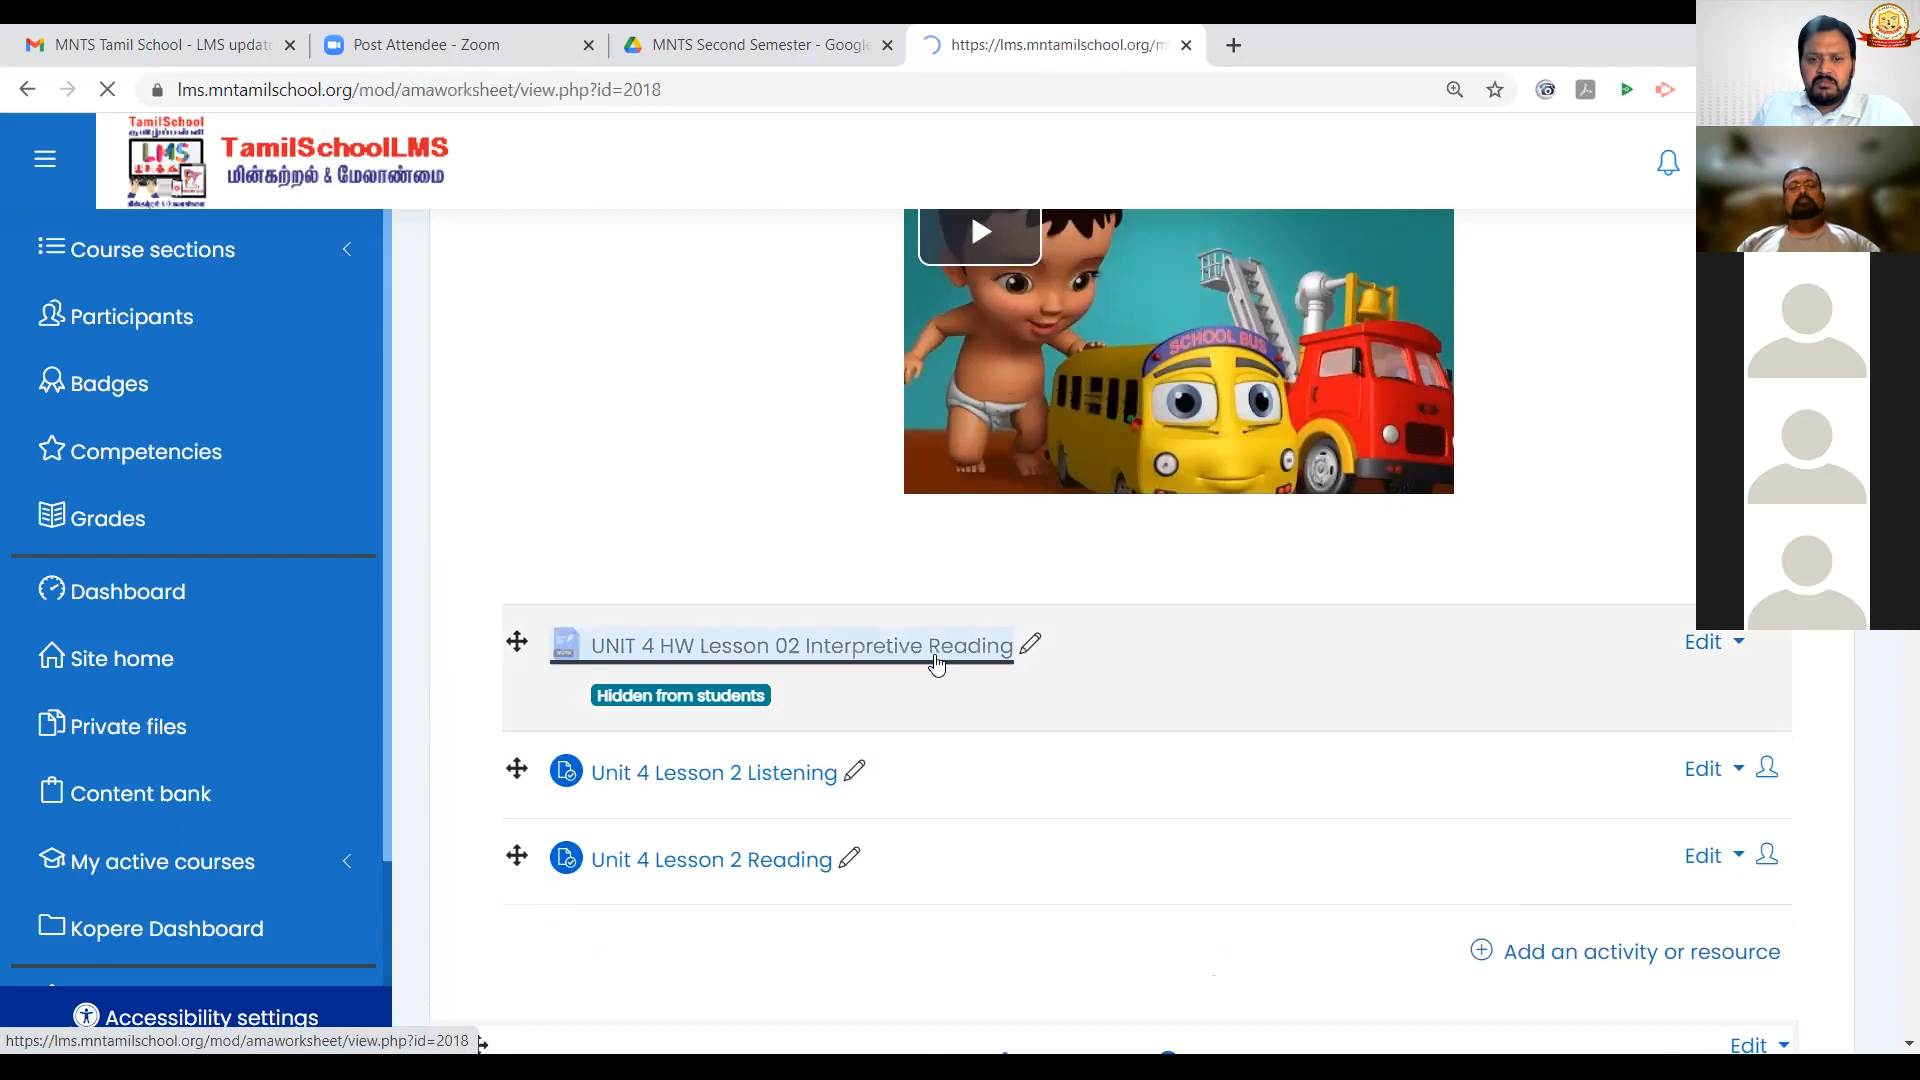 MNTS Tamil School - LMS update
Post Attendee - Zoom
MNTS Second Semester - Google
https://lms.mntamilschool.org/m
lms.mntamilschool.org/mod/amaworksheet/view.php?id=2018
TamilSchool
LMS
TamilSchoolLMS
மின்கற்றல் & மேலாண்மை
Course sections
Participants
Badges
Competencies
Grades
Dashboard
Site home
Private files
Content bank
My active courses
Kopere Dashboard
Accessibility settings
SCHOOL BUS
UNIT 4 HW Lesson 02 Interpretive Reading
Edit
Hidden from students
Unit 4 Lesson 2 Listening
Edit
Unit 4 Lesson 2 Reading
Edit
Add an activity or resource
Edit
https://lms.mntamilschool.org/mod/amaworksheet/view.php?id=2018